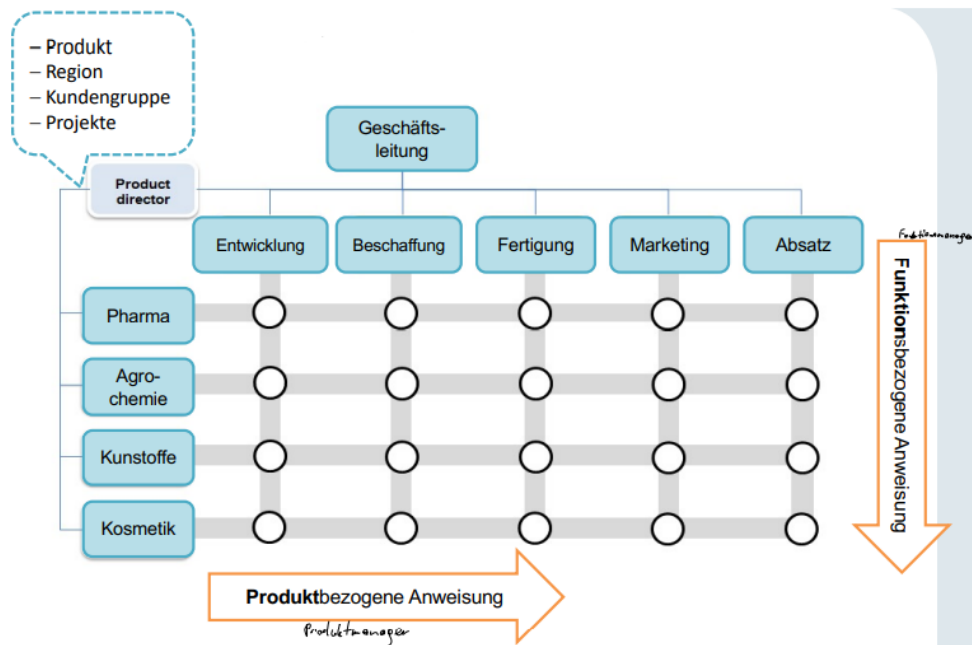 – Produkt
– Region
– Kundengruppe
– Projekte
Geschäfts-
leitung
Product
director
Entwicklung
Beschaffung
Fertigung
Marketing
Absatz
Funktionsmanager
Pharma
Agro-
chemie
Kunstoffe
Kosmetik
Funktionsbezogene Anweisung
Produktbezogene Anweisung
Produktmanager